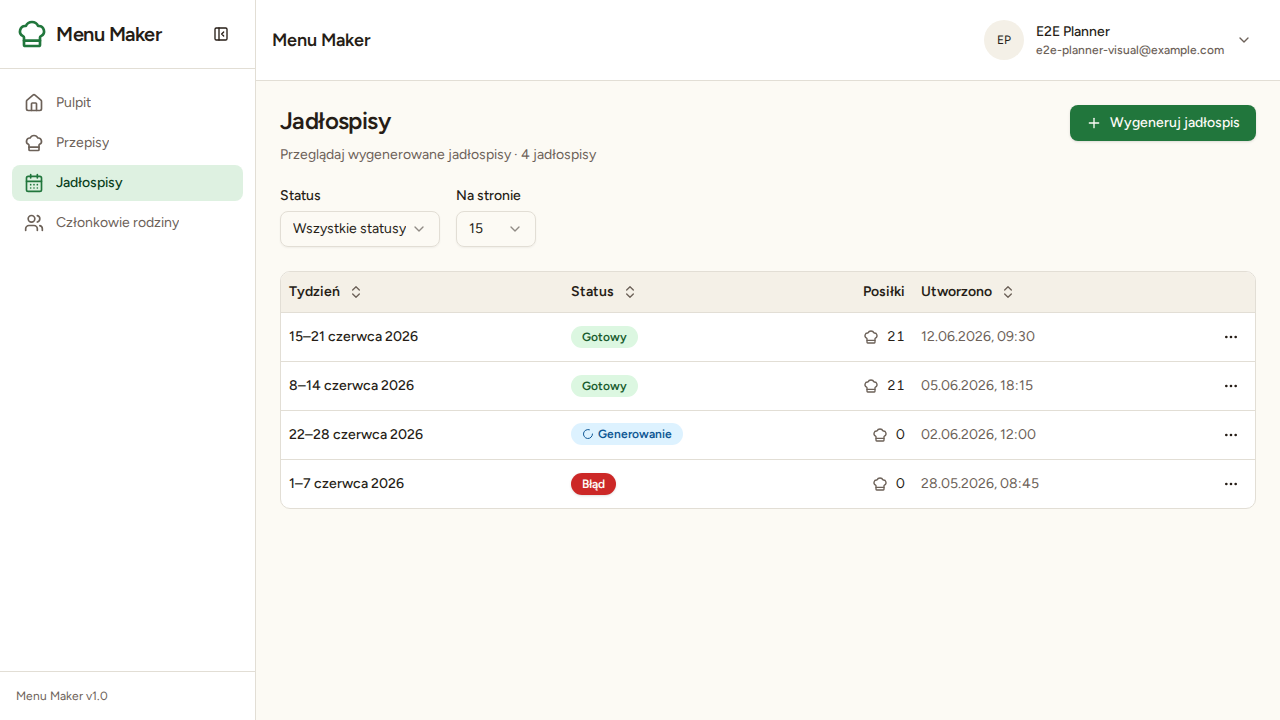 Menu Maker
Menu Maker
EP
E2E Planner
e2e-planner-visual@example.com
Pulpit
Przepisy
Jadłospisy
Członkowie rodziny
Menu Maker v1.0
Jadłospisy
Przeglądaj wygenerowane jadłospisy · 4 jadłospisy
Wygeneruj jadłospis
Status
Na stronie
Wszystkie statusy
15
Tydzień Status Posiłki Utworzono
15–21 czerwca 2026 Gotowy 21 12.06.2026, 09:30
8–14 czerwca 2026 Gotowy 21 05.06.2026, 18:15
22–28 czerwca 2026 Generowanie 0 02.06.2026, 12:00
1–7 czerwca 2026 Błąd 0 28.05.2026, 08:45